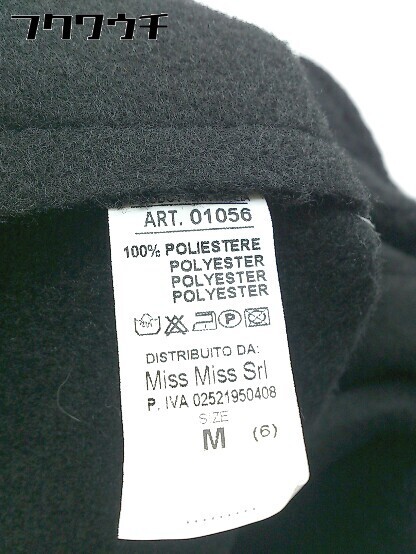 フクウクチ
ART. 01056
100% POLIESTERE
POLYESTER
POLYESTER
POLYESTER
DISTRIBUITO DA:
Miss Miss Srl
P. IVA 02521950408
SIZE
M (6)